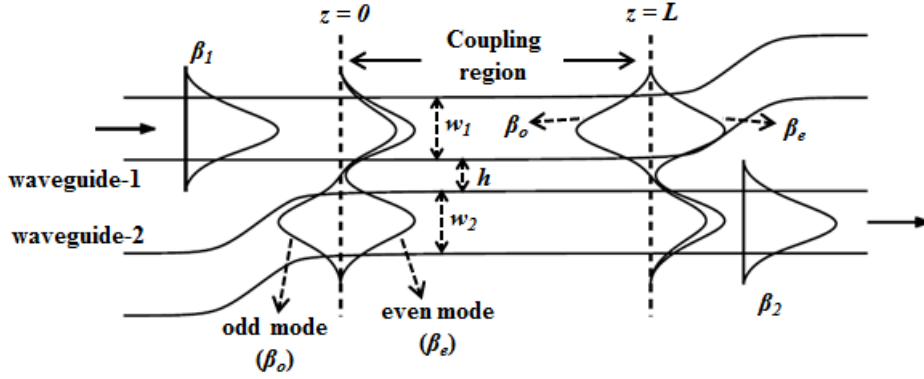 z = 0
z = L
β1
Coupling
region
w1
βo
βe
h
waveguide-1
w2
waveguide-2
β2
odd mode
(βo)
even mode
(βe)